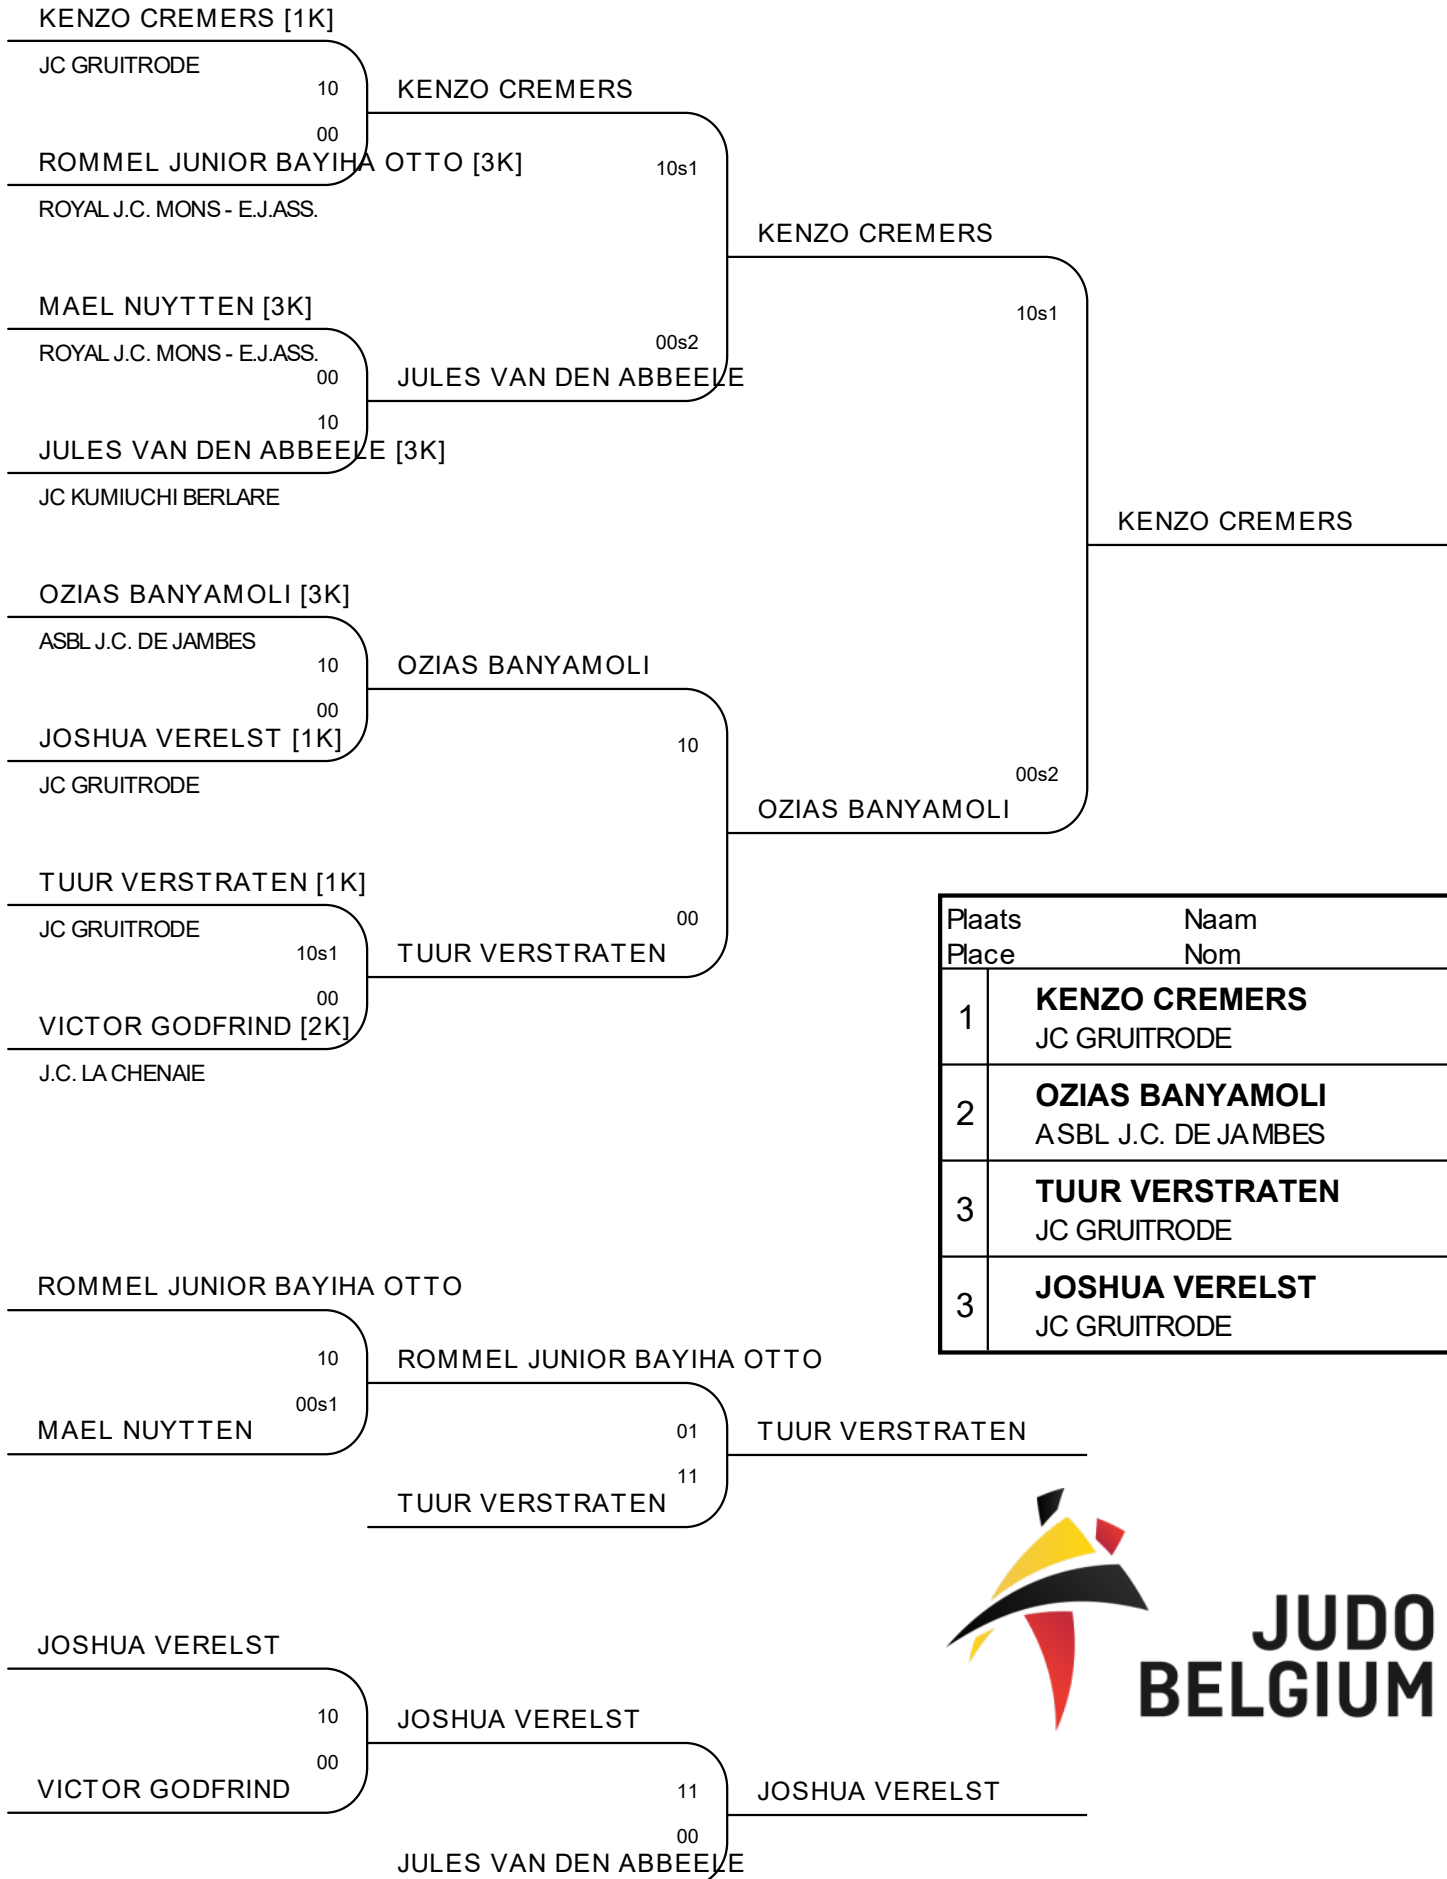 KENZO CREMERS [1K]
JC GRUITRODE
10
KENZO CREMERS
00
ROMMEL JUNIOR BAYIHA OTTO [3K]
10s1
ROYAL J.C. MONS - E.J.ASS.
KENZO CREMERS
MAEL NUYTTEN [3K]
10s1
ROYAL J.C. MONS - E.J.ASS.
00s2
00
JULES VAN DEN ABBEELE
10
JULES VAN DEN ABBEELE [3K]
JC KUMIUCHI BERLARE
KENZO CREMERS
OZIAS BANYAMOLI [3K]
ASBL J.C. DE JAMBES
10
OZIAS BANYAMOLI
00
JOSHUA VERELST [1K]
10
JC GRUITRODE
00s2
OZIAS BANYAMOLI
TUUR VERSTRATEN [1K]
JC GRUITRODE
00
10s1
TUUR VERSTRATEN
00
VICTOR GODFRIND [2K]
J.C. LA CHENAIE
Plaats Naam
Place Nom
1 KENZO CREMERS
JC GRUITRODE
2 OZIAS BANYAMOLI
ASBL J.C. DE JAMBES
3 TUUR VERSTRATEN
JC GRUITRODE
3 JOSHUA VERELST
JC GRUITRODE
ROMMEL JUNIOR BAYIHA OTTO
10
ROMMEL JUNIOR BAYIHA OTTO
00s1
MAEL NUYTTEN
01
TUUR VERSTRATEN
11
TUUR VERSTRATEN
JUDO
BELGIUM
JOSHUA VERELST
10
JOSHUA VERELST
00
VICTOR GODFRIND
11
JOSHUA VERELST
00
JULES VAN DEN ABBEELE